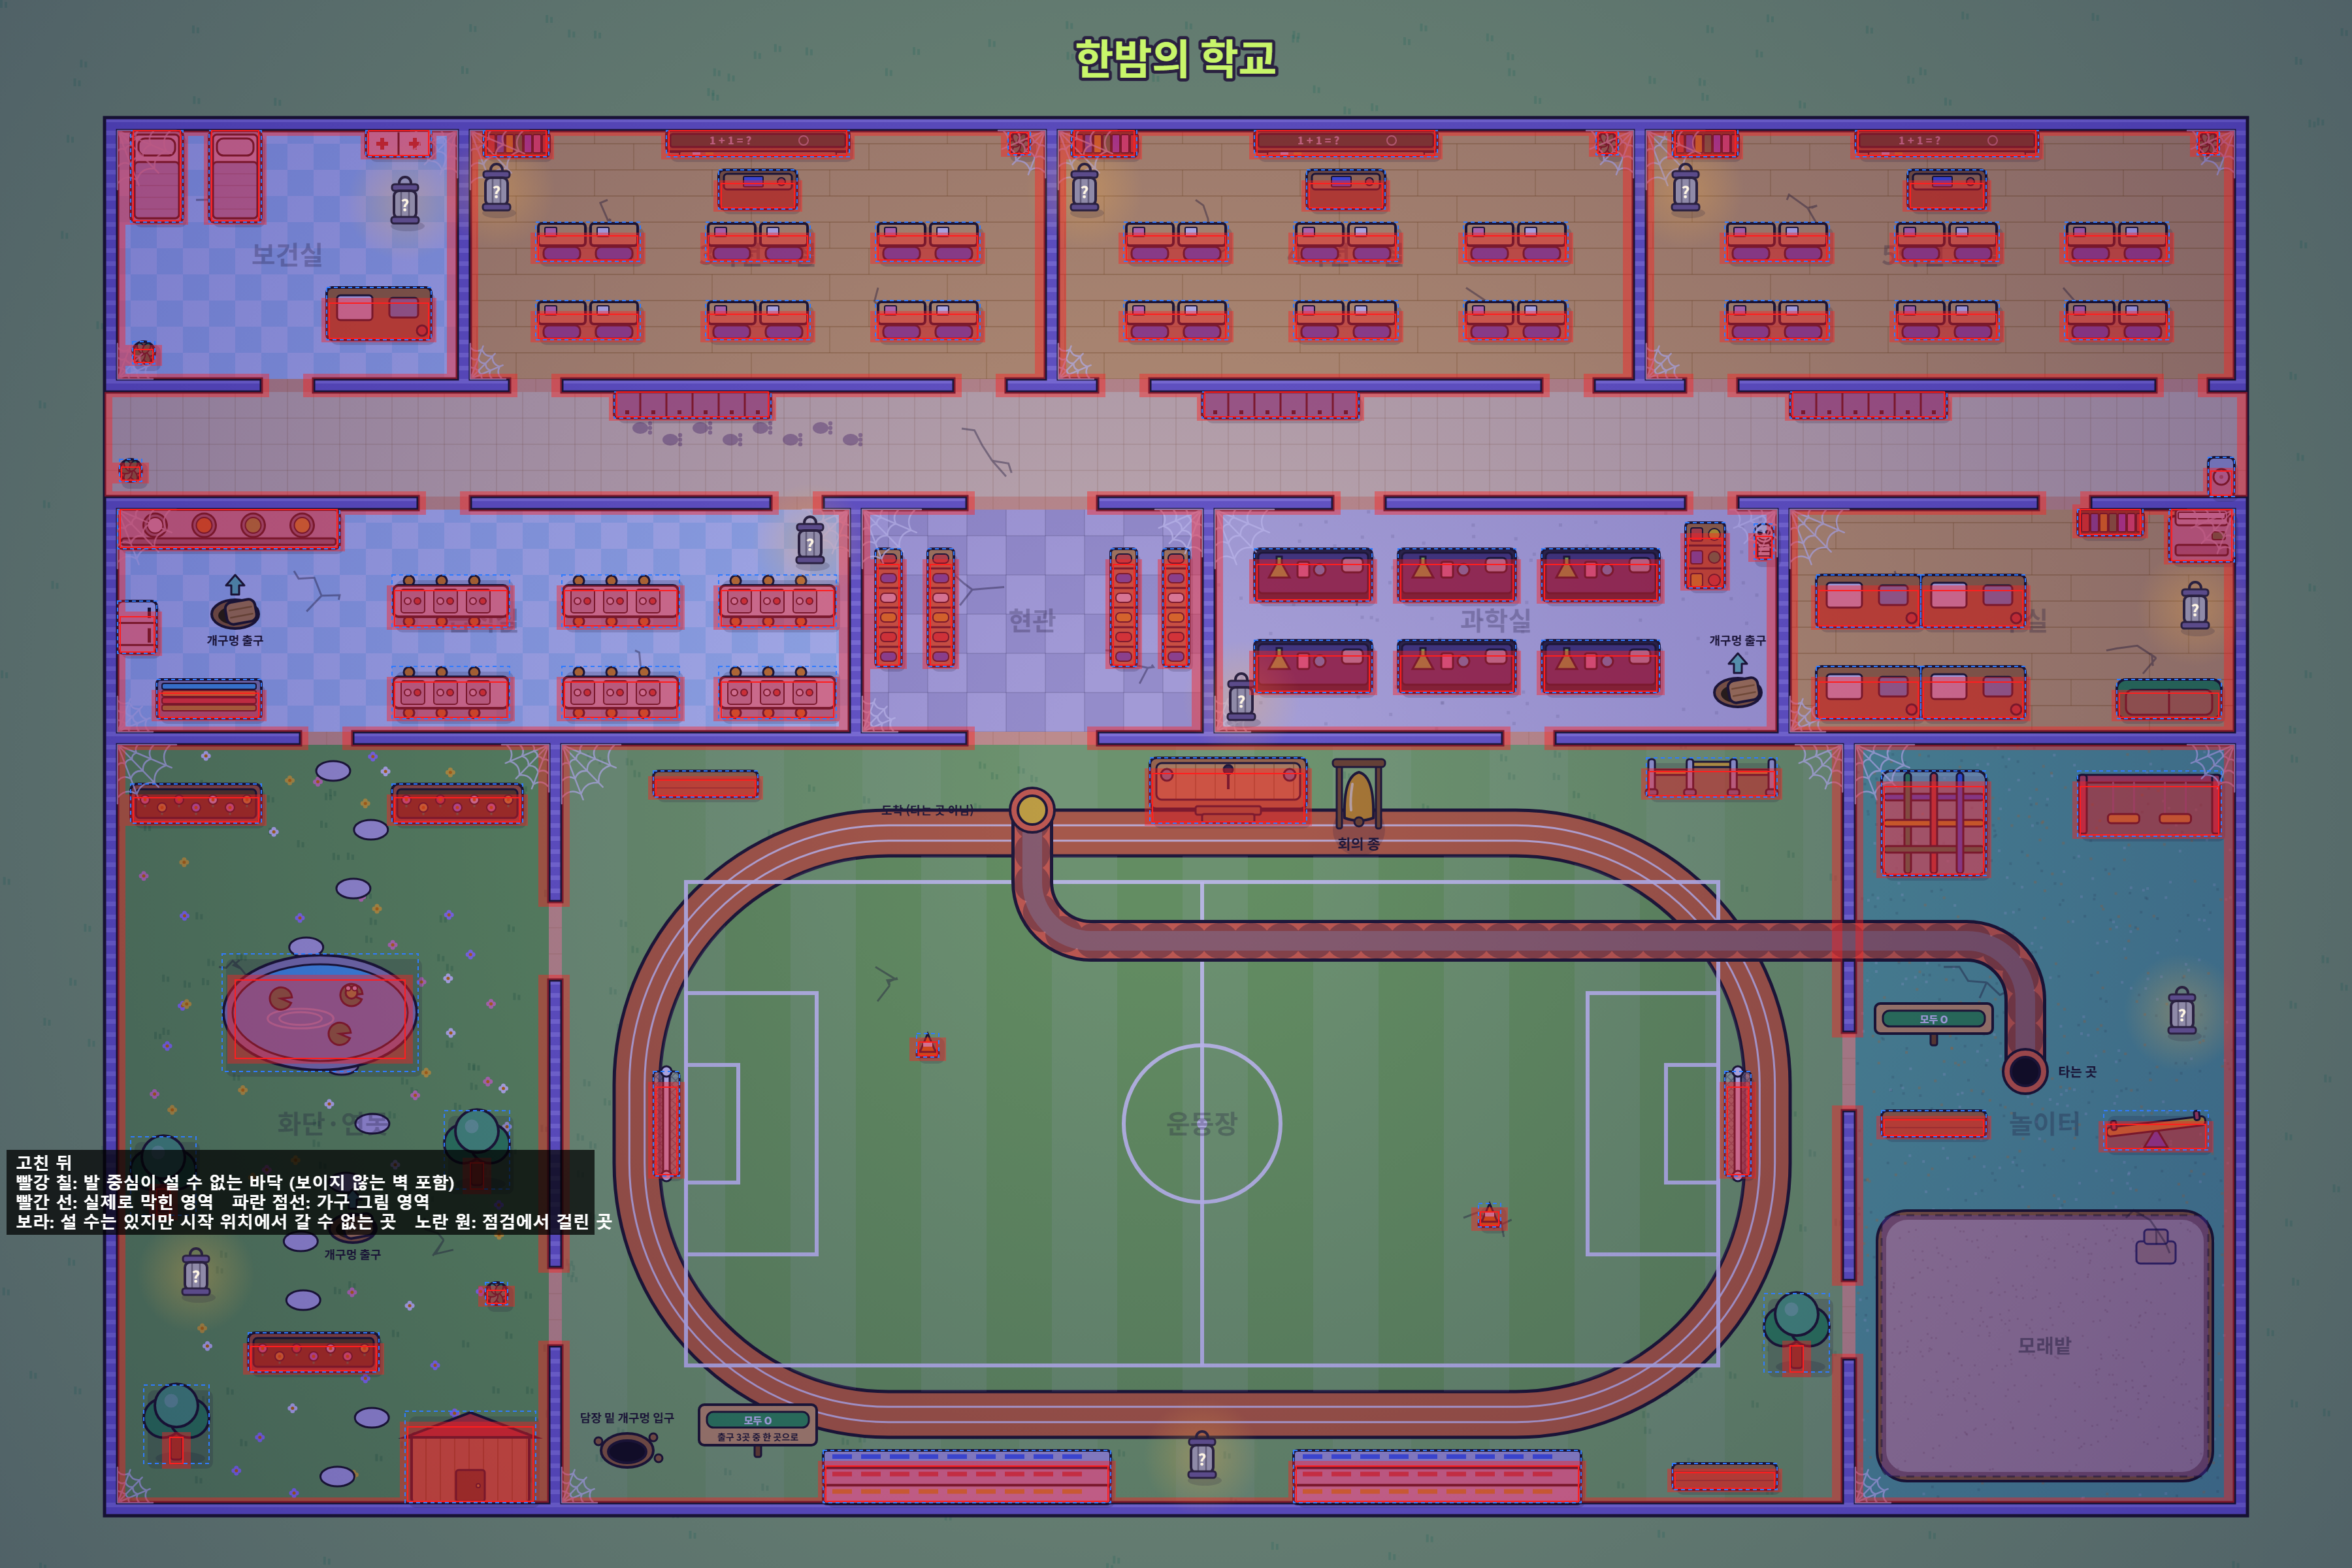 한밤의 학교
1+1=?
1+1=?
1+1=?
?
?
?
?
보건실
?
현관
과학실
?
개구멍 출구
개구멍 출구
?
도착 (타는 곳 아님)
회의 종
모두 O
?
타는 곳
화단·연못
운동장
놀이터
고친 뒤
빨강 칠: 발 중심이 설 수 없는 바닥 (보이지 않는 벽 포함)
빨간 선: 실제로 막힌 영역 파란 점선: 가구 그림 영역
보라: 설 수는 있지만 시작 위치에서 갈 수 없는 곳 노란 원: 점검에서 걸린 곳
개구멍 출구
?
모래밭
담장 밑 개구멍 입구
모두 O
출구 3곳 중 한 곳으로
?